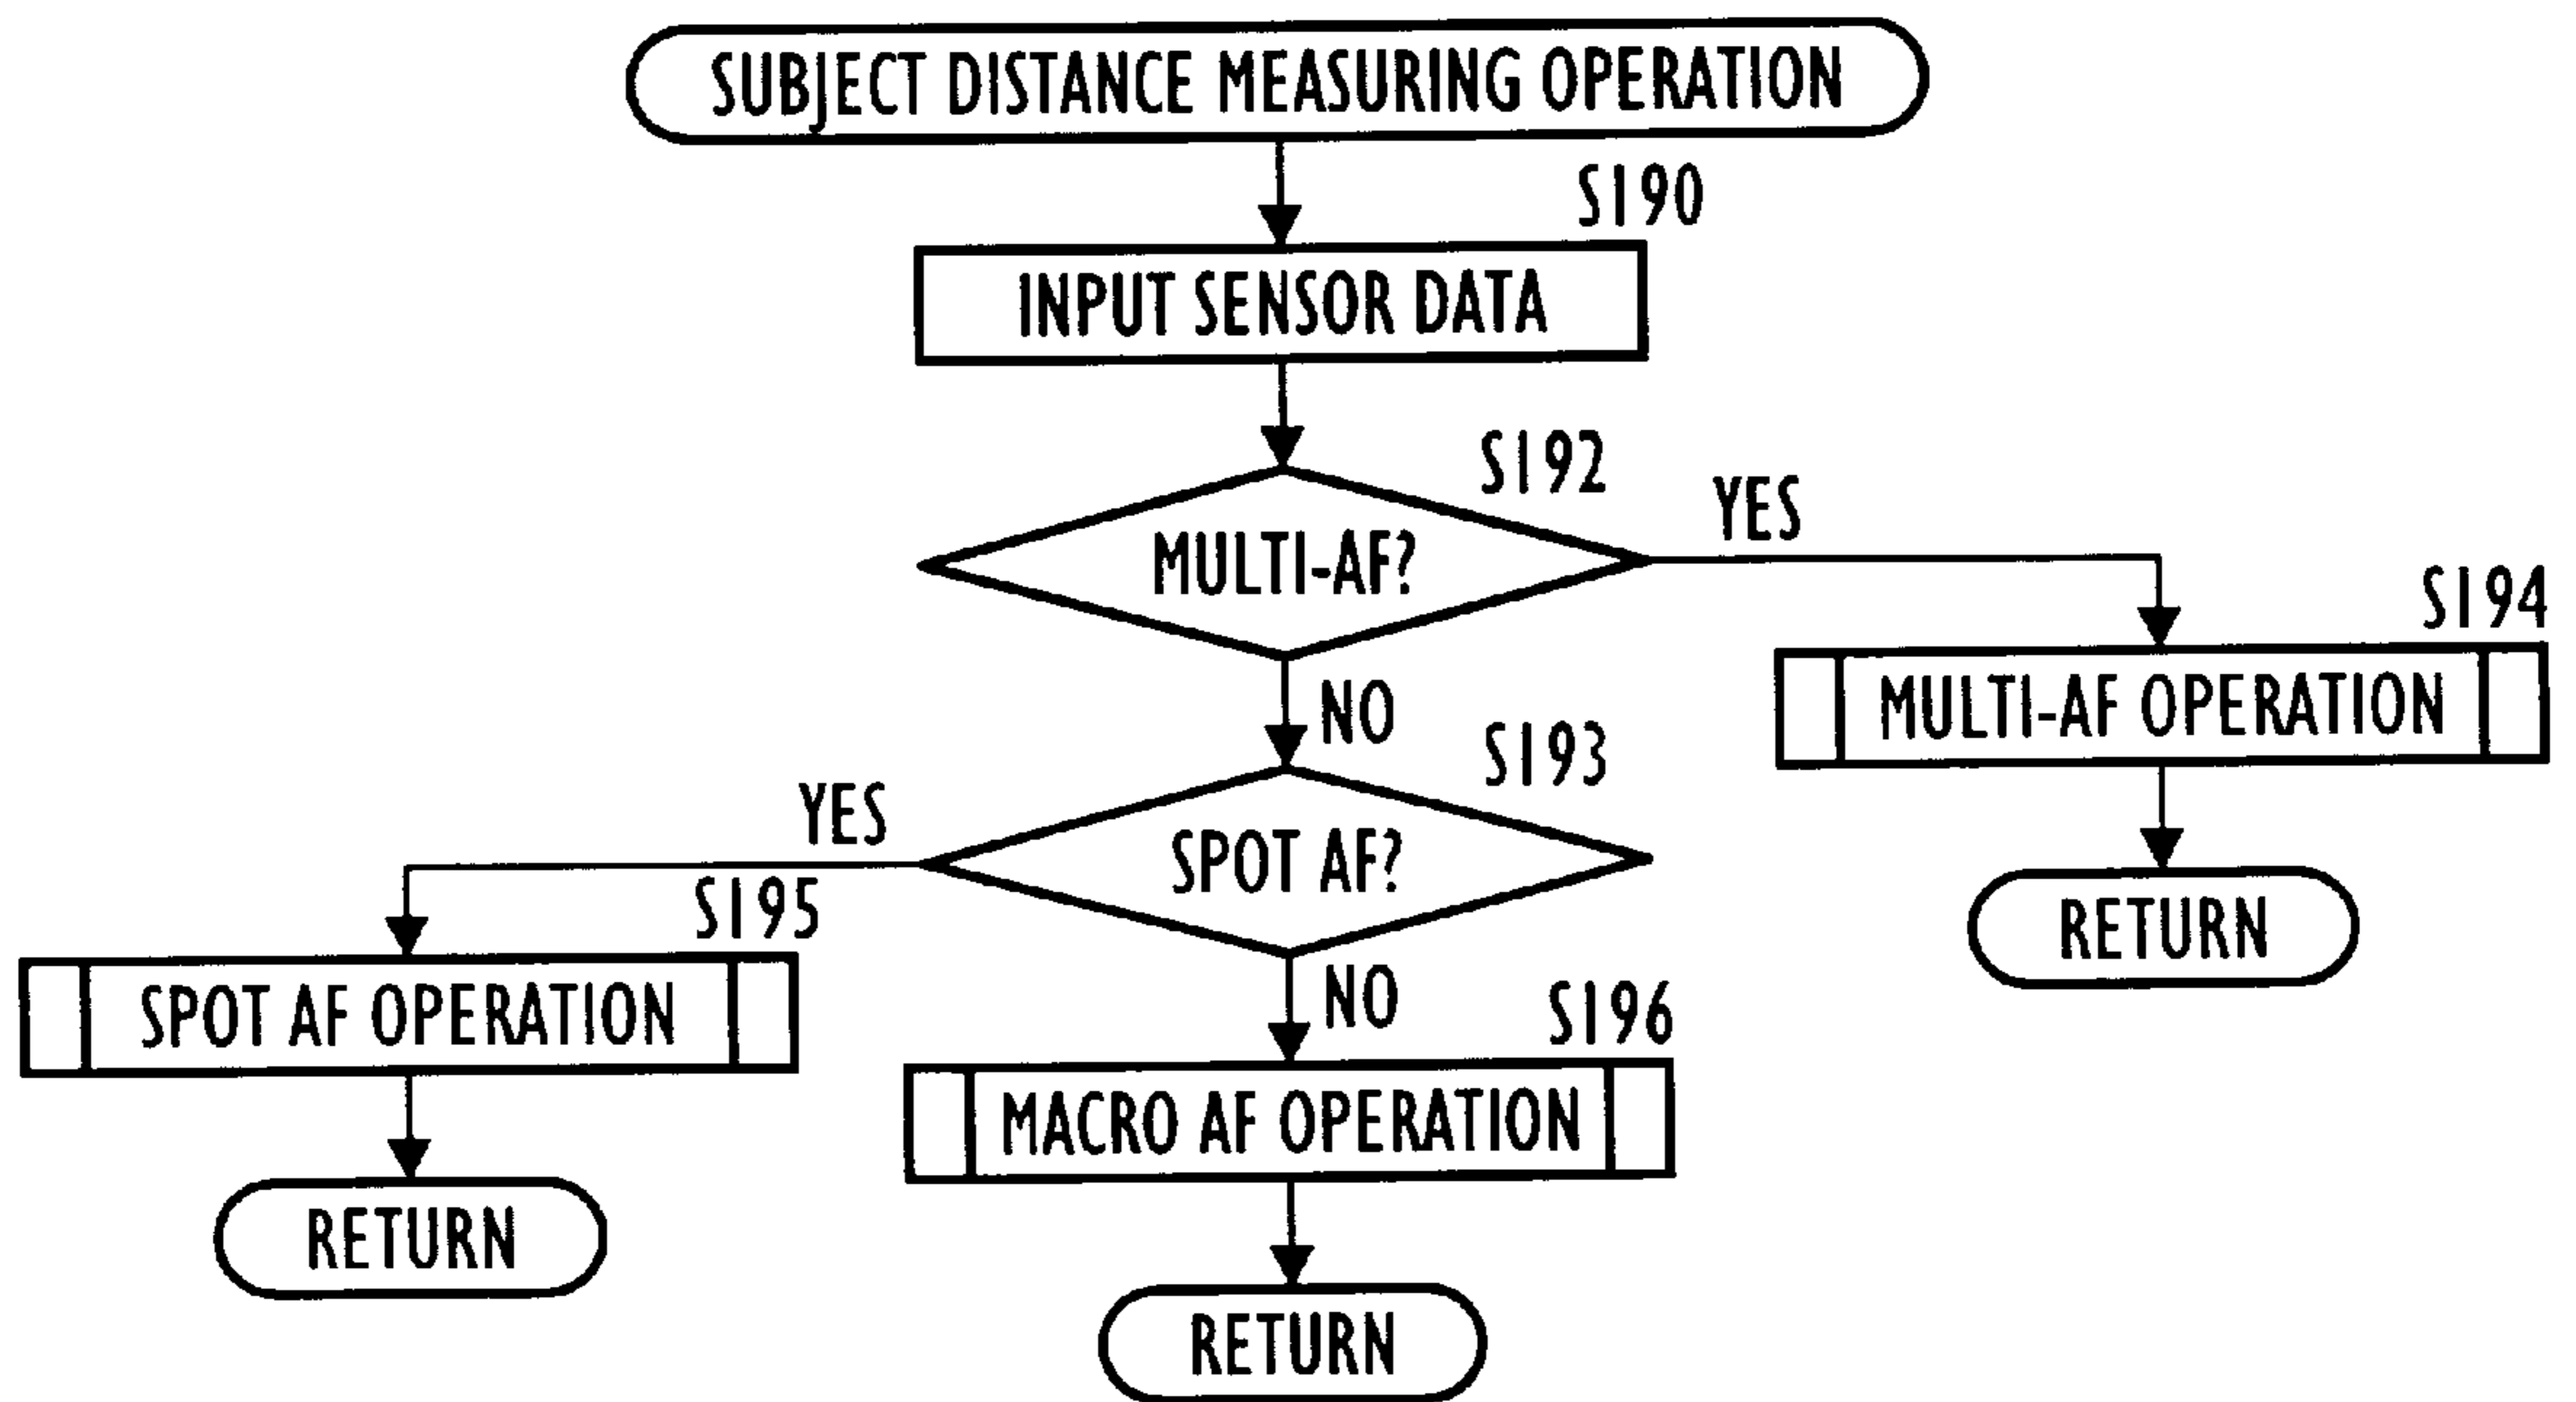 SUBJECT DISTANCE MEASURING OPERATION
S190
INPUT SENSOR DATA
S192
MULTI-AF?
YES
S194
MULTI-AF OPERATION
RETURN
NO
S193
SPOT AF?
YES
S195
SPOT AF OPERATION
RETURN
NO
S196
MACRO AF OPERATION
RETURN